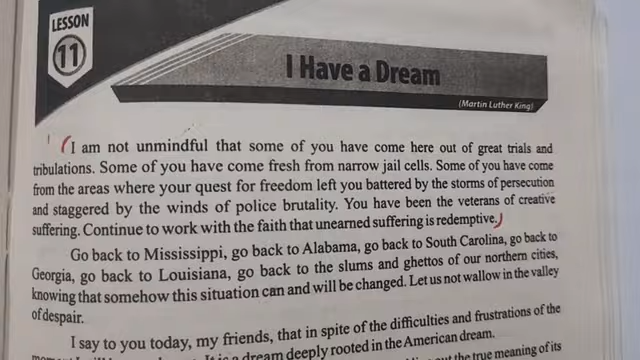 LESSON
11
I Have a Dream
(Martin Luther King)
(I am not unmindful that some of you have come here out of great trials and
tribulations. Some of you have come fresh from narrow jail cells. Some of you have come
from the areas where your quest for freedom left you battered by the storms of persecution
and staggered by the winds of police brutality. You have been the veterans of creative
suffering. Continue to work with the faith that unearned suffering is redemptive.)
Go back to Mississippi, go back to Alabama, go back to South Carolina, go back to
Georgia, go back to Louisiana, go back to the slums and ghettos of our northern cities,
knowing that somehow this situation can and will be changed. Let us not wallow in the valley
of despair.
I say to you today, my friends, that in spite of the difficulties and frustrations of the
It is a dream deeply rooted in the American dream.
out the true meaning of its